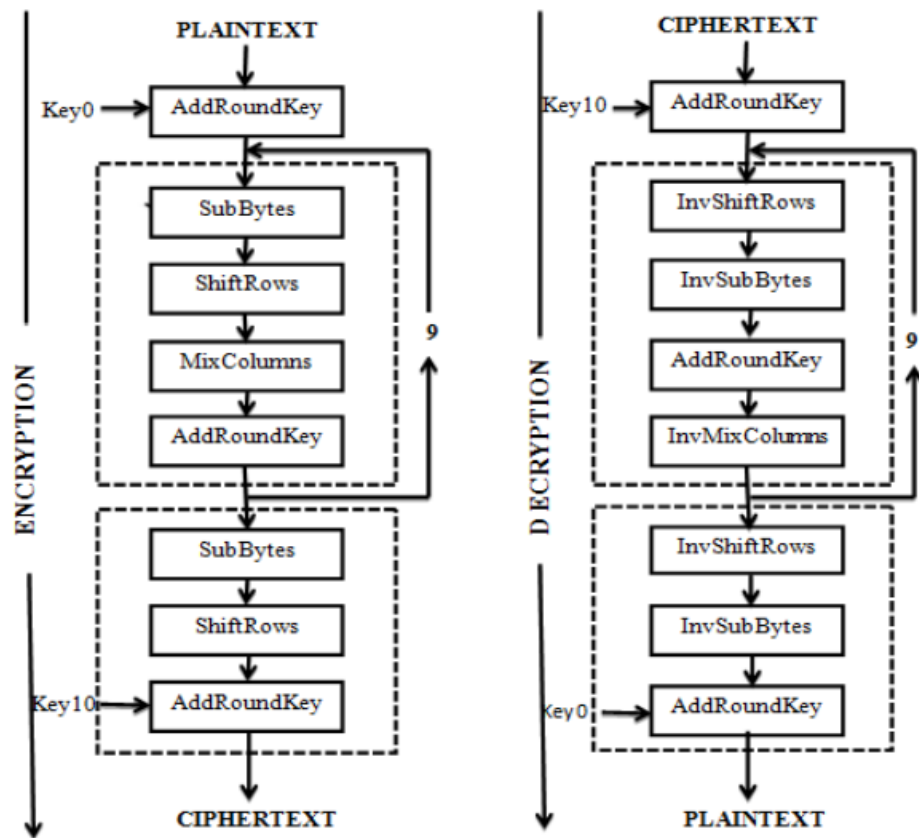 PLAINTEXT
Key0
AddRoundKey
SubBytes
ShiftRows
MixColumns
AddRoundKey
9
SubBytes
ShiftRows
Key10
AddRoundKey
CIPHERTEXT
ENCRYPTION
CIPHERTEXT
Key10
AddRoundKey
InvShiftRows
InvSubBytes
AddRoundKey
InvMixColumns
9
InvShiftRows
InvSubBytes
Key0
AddRoundKey
PLAINTEXT
DECRYPTION